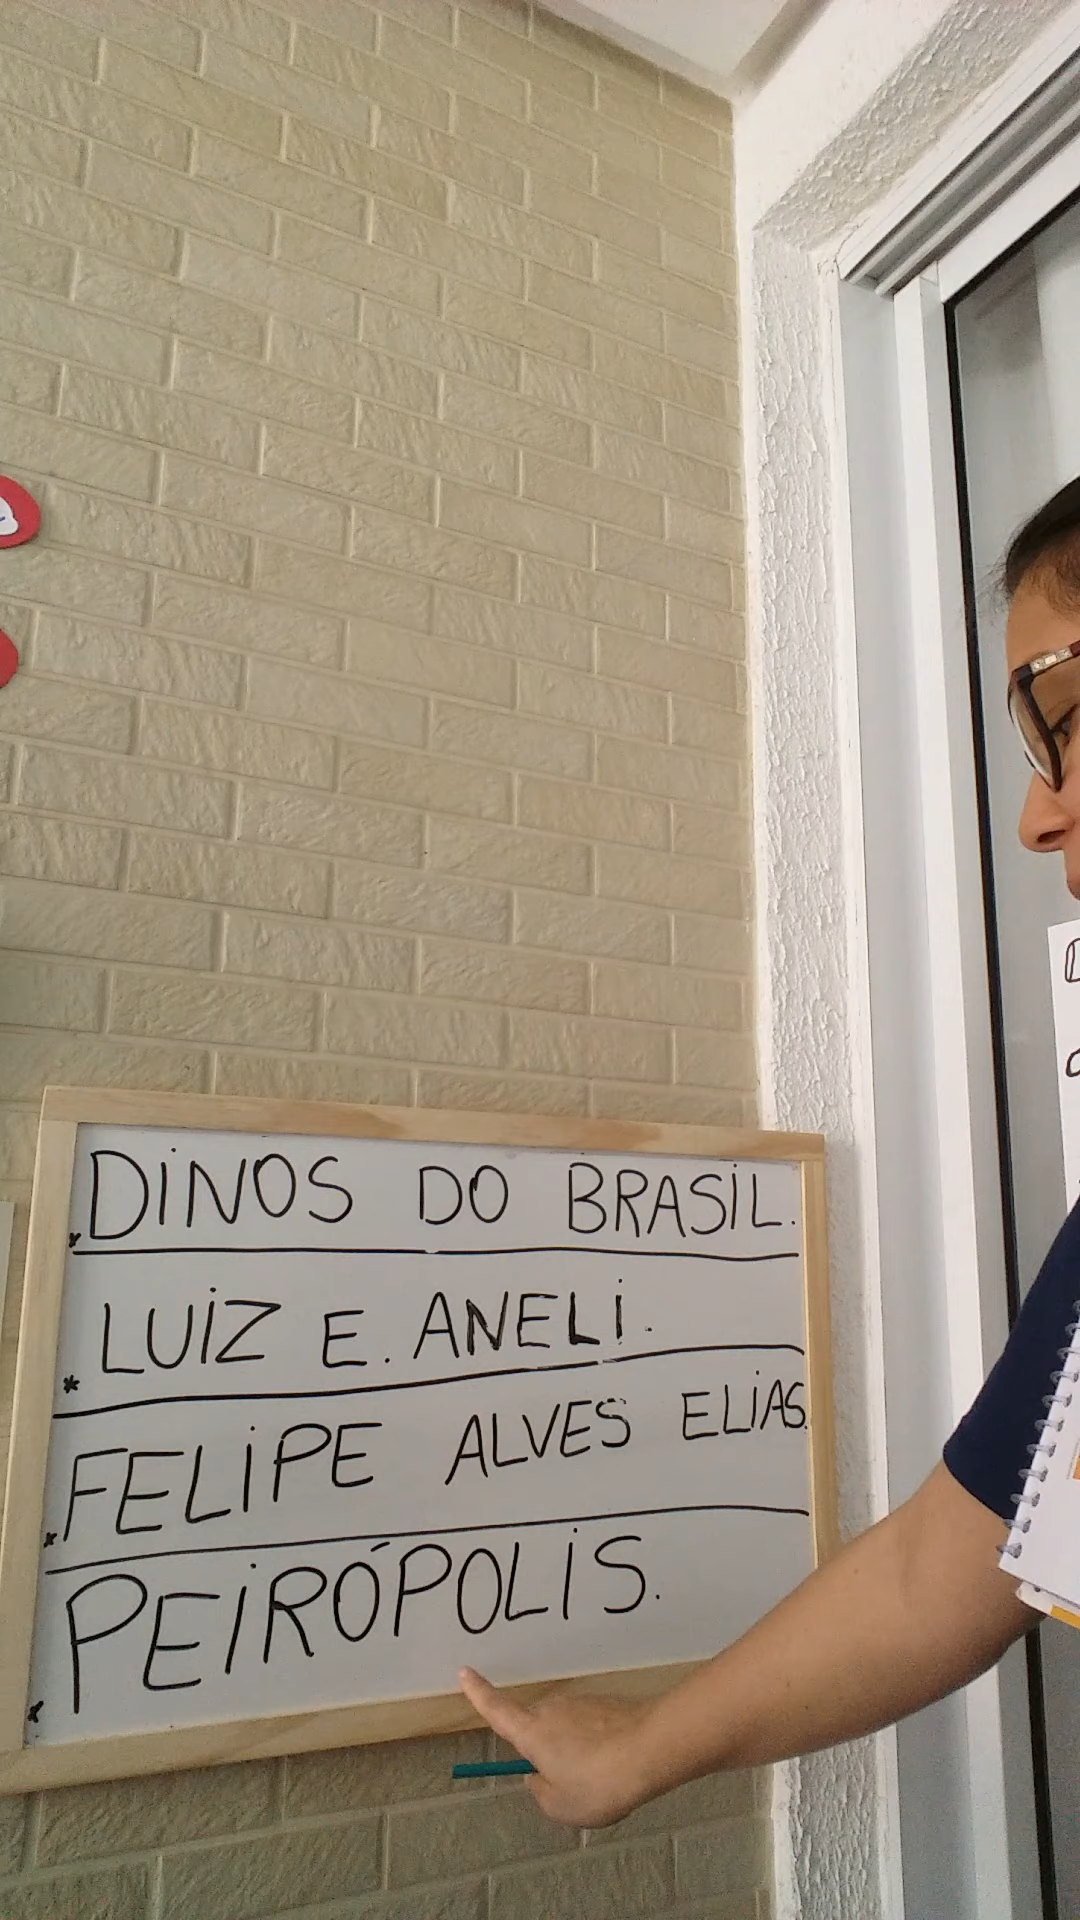 * DINOS DO BRASIL.
* LUIZ E. ANELI.
* FELIPE ALVES ELIAS.
* PEIRÓPOLIS.